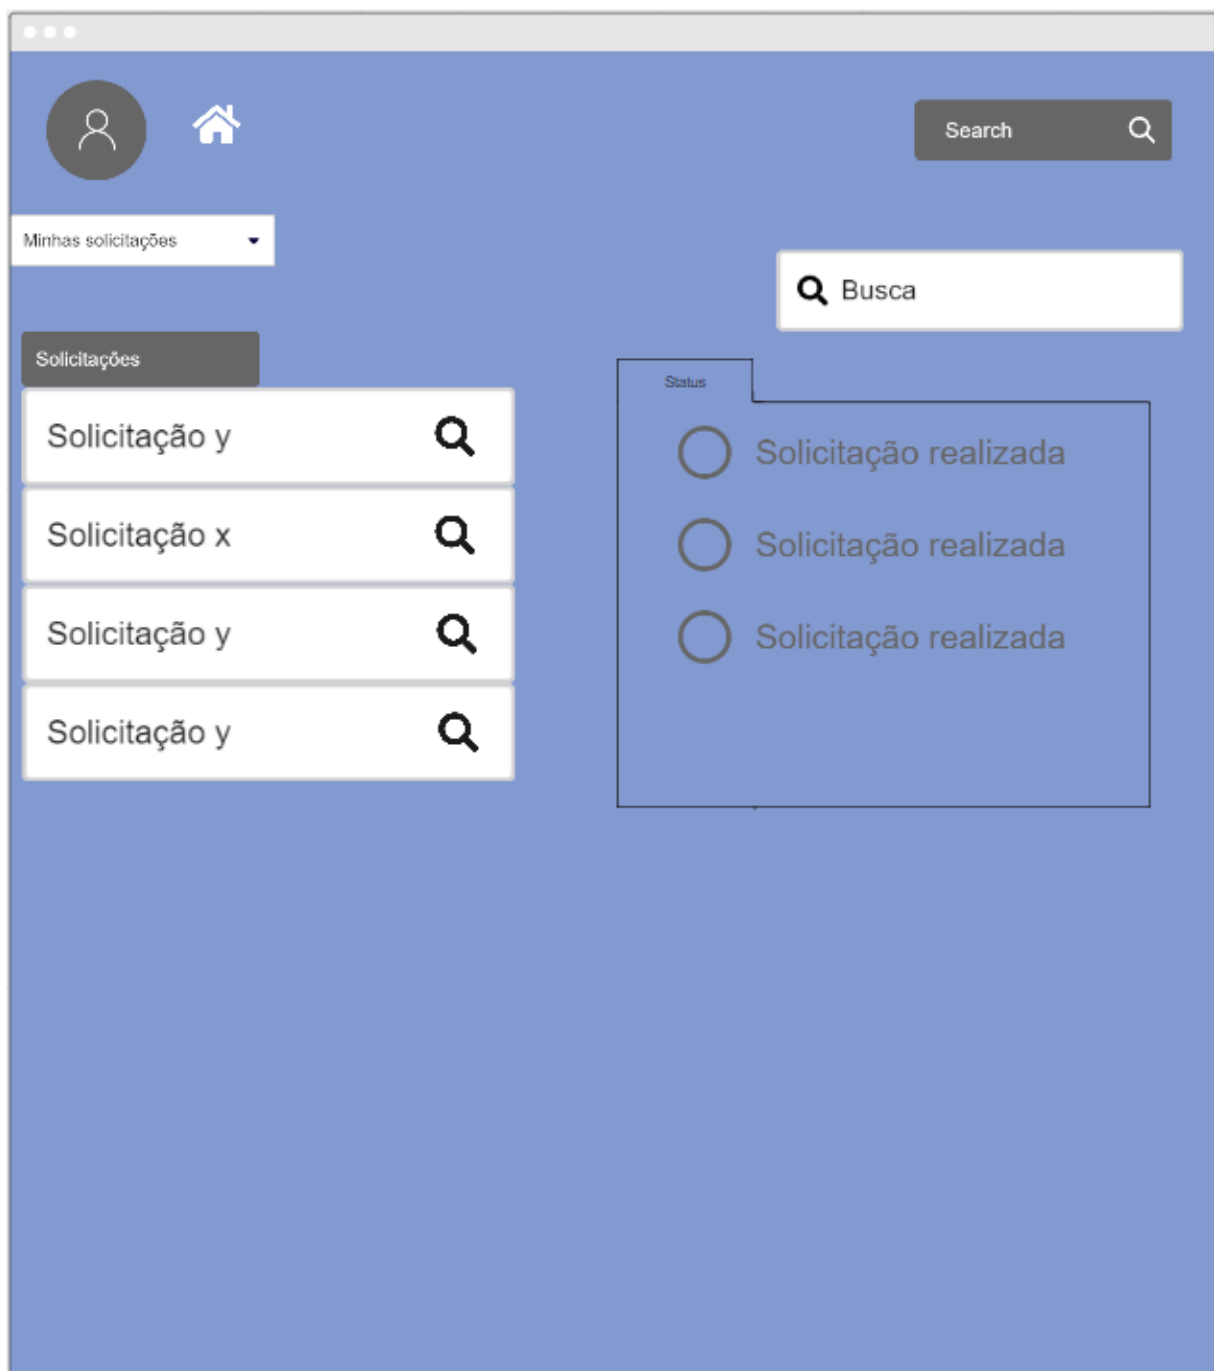 Search
Minhas solicitações
Busca
Solicitações
Solicitação y
Solicitação x
Solicitação y
Solicitação y
Status
Solicitação realizada
Solicitação realizada
Solicitação realizada